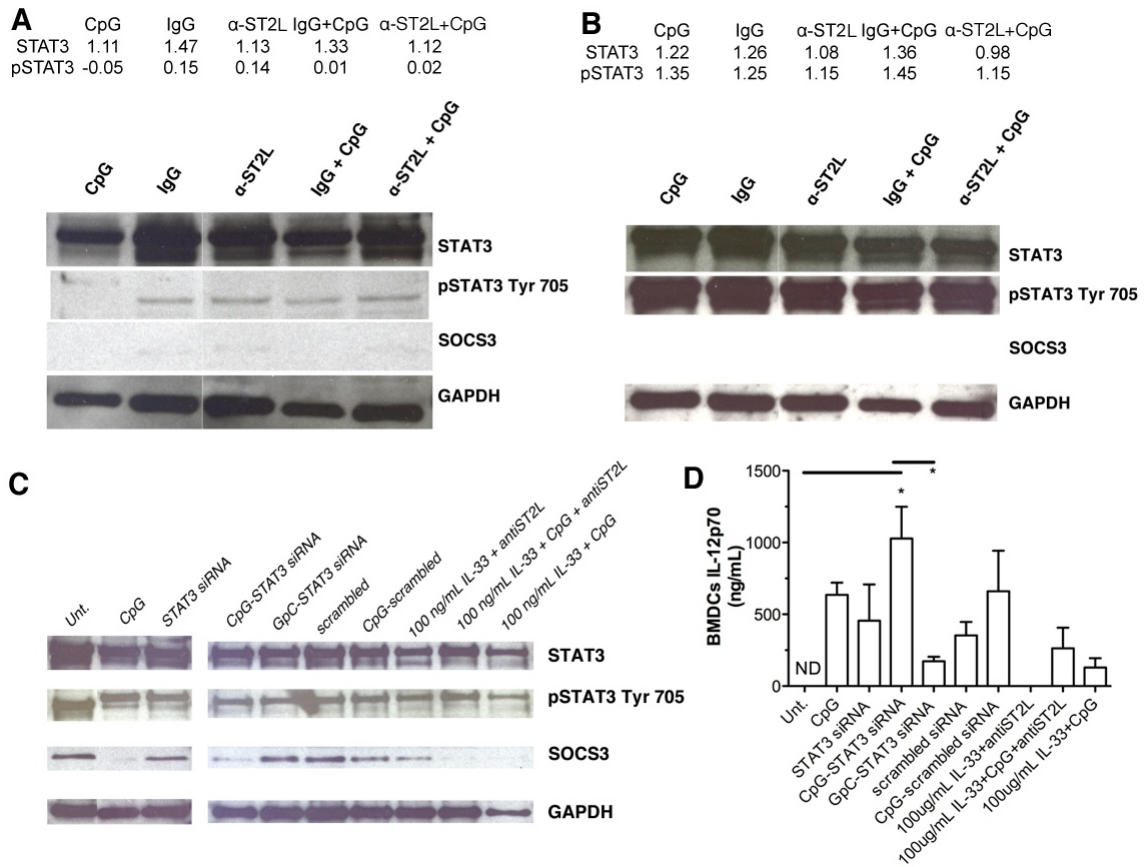 A
CpG IgG α-ST2L IgG+CpG α-ST2L+CpG
STAT3 1.11 1.47 1.13 1.33 1.12
pSTAT3 -0.05 0.15 0.14 0.01 0.02
CpG
IgG
α-ST2L
IgG + CpG
α-ST2L + CpG
STAT3
pSTAT3 Tyr 705
SOCS3
GAPDH
B
CpG IgG α-ST2L IgG+CpG α-ST2L+CpG
STAT3 1.22 1.26 1.08 1.36 0.98
pSTAT3 1.35 1.25 1.15 1.45 1.15
CpG
IgG
α-ST2L
IgG + CpG
α-ST2L + CpG
STAT3
pSTAT3 Tyr 705
SOCS3
GAPDH
C
Unt.
CpG
STAT3 siRNA
CpG-STAT3 siRNA
GpC-STAT3 siRNA
scrambled
CpG-scrambled
100 ng/mL IL-33 + antiST2L
100 ng/mL IL-33 + CpG + antiST2L
100 ng/mL IL-33 + CpG
STAT3
pSTAT3 Tyr 705
SOCS3
GAPDH
D
BMDCs IL-12p70
(ng/mL)
1500
1000
500
0
*
*
ND
Unt.
CpG
STAT3 siRNA
CpG-STAT3 siRNA
GpC-STAT3 siRNA
scrambled siRNA
CpG-scrambled siRNA
100ug/mL IL-33+antiST2L
100ug/mL IL-33+CpG+antiST2L
100ug/mL IL-33+CpG